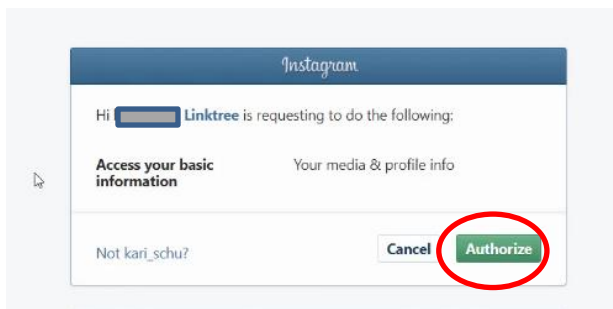 Instagram
Hi Linktree is requesting to do the following:
Access your basic information Your media & profile info
Not kari_schu? Cancel Authorize